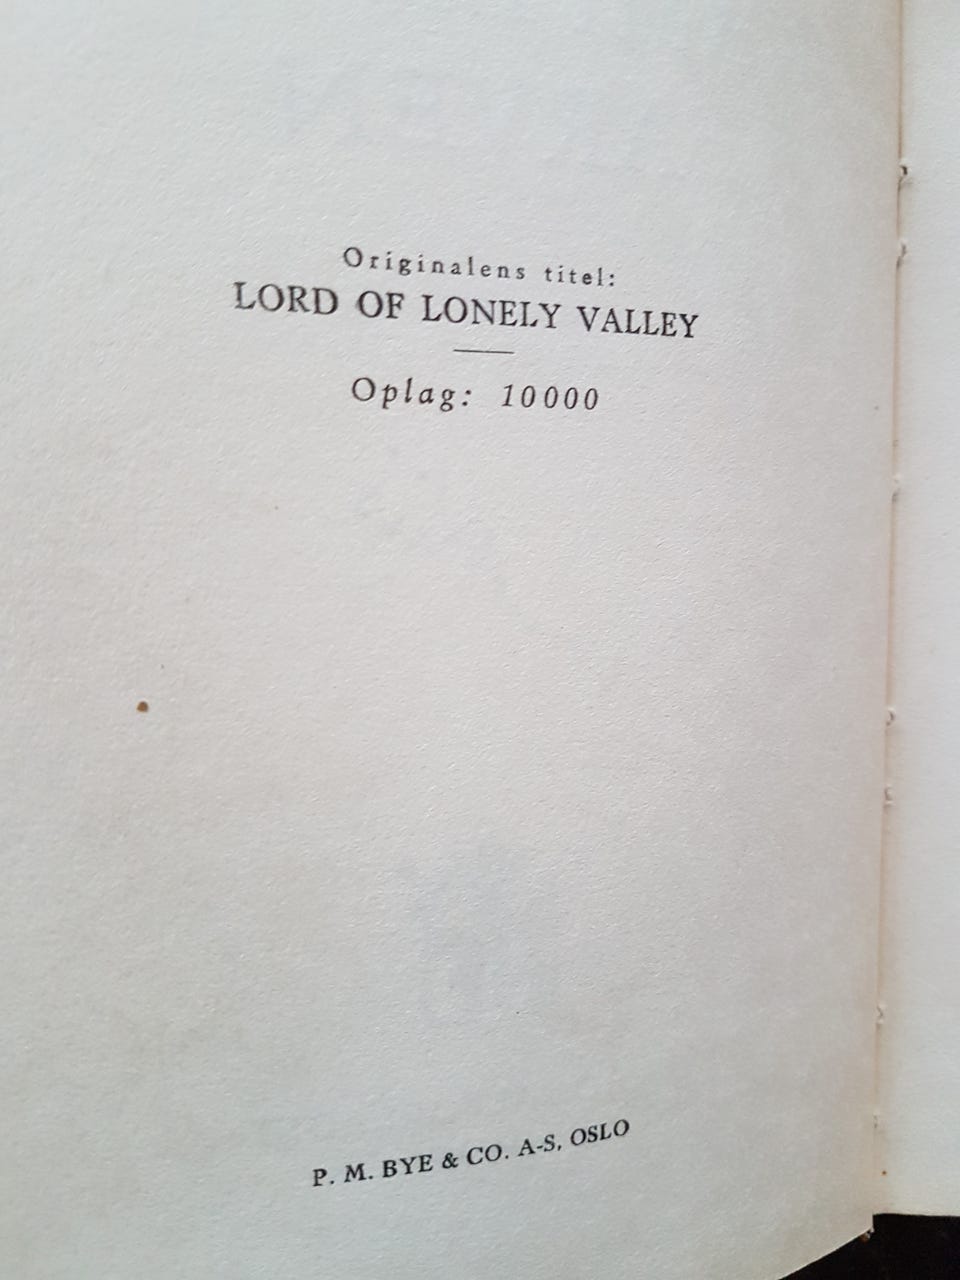 Originalens titel:
LORD OF LONELY VALLEY
Oplag: 10000
P. M. BYE & CO. A-S, OSLO